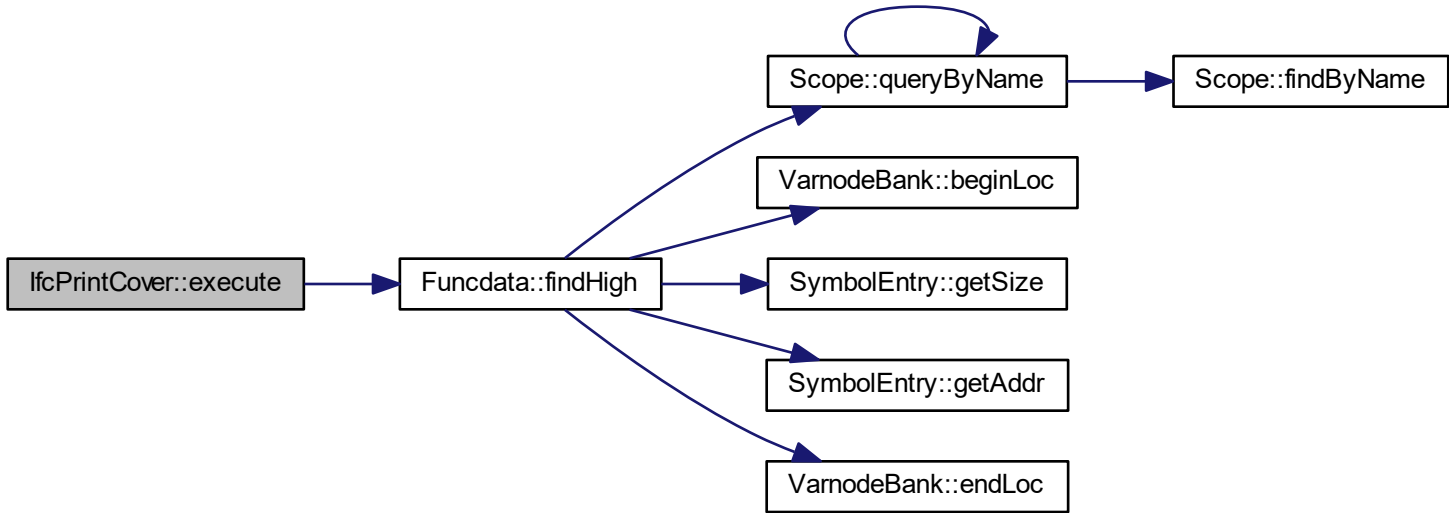 IfcPrintCover::execute
Funcdata::findHigh
Scope::queryByName
Scope::findByName
VarnodeBank::beginLoc
SymbolEntry::getSize
SymbolEntry::getAddr
VarnodeBank::endLoc